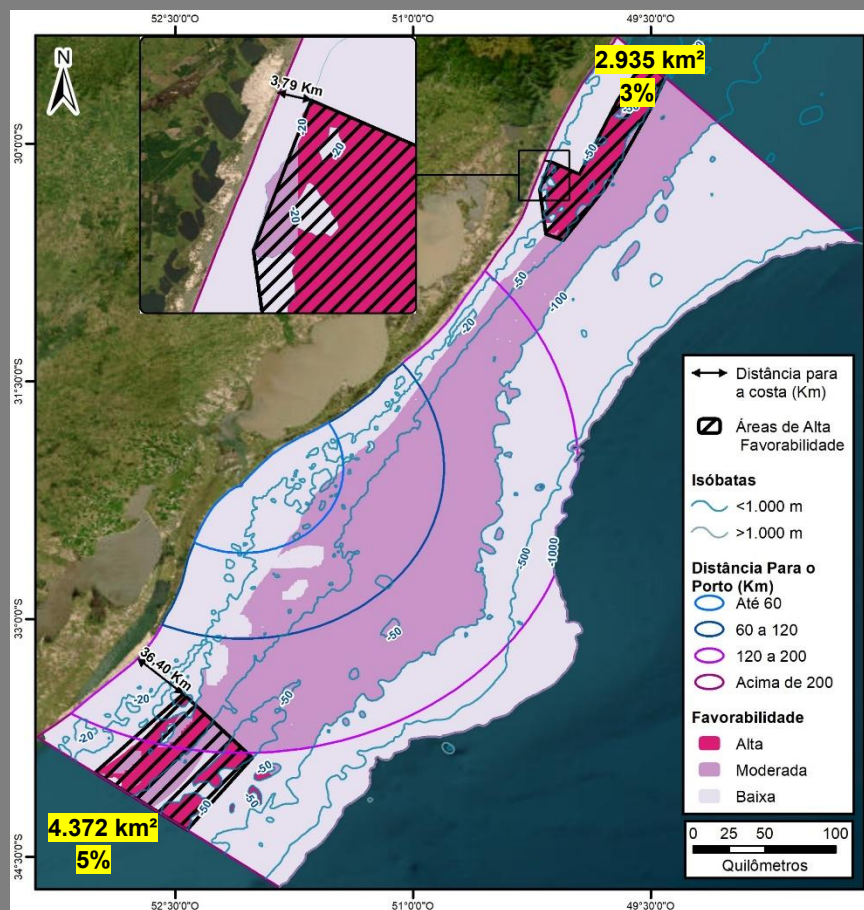 52°30'0"O
51°0'0"O
49°30'0"O
N
3,79 Km
-20
-20
-20
2.935 km²
3%
-50
-50
30°0'0"S
-50
-100
-20
31°30'0"S
-500
-1000
33°0'0"S
-50
36,40 Km
-50
-20
-20
-50
-50
-50
4.372 km²
5%
34°30'0"S
52°30'0"O
51°0'0"O
49°30'0"O
Distância para
a costa (Km)
Áreas de Alta
Favorabilidade
Isóbatas
<1.000 m
>1.000 m
Distância Para o
Porto (Km)
Até 60
60 a 120
120 a 200
Acima de 200
Favorabilidade
Alta
Moderada
Baixa
0 25 50 100
Quilômetros